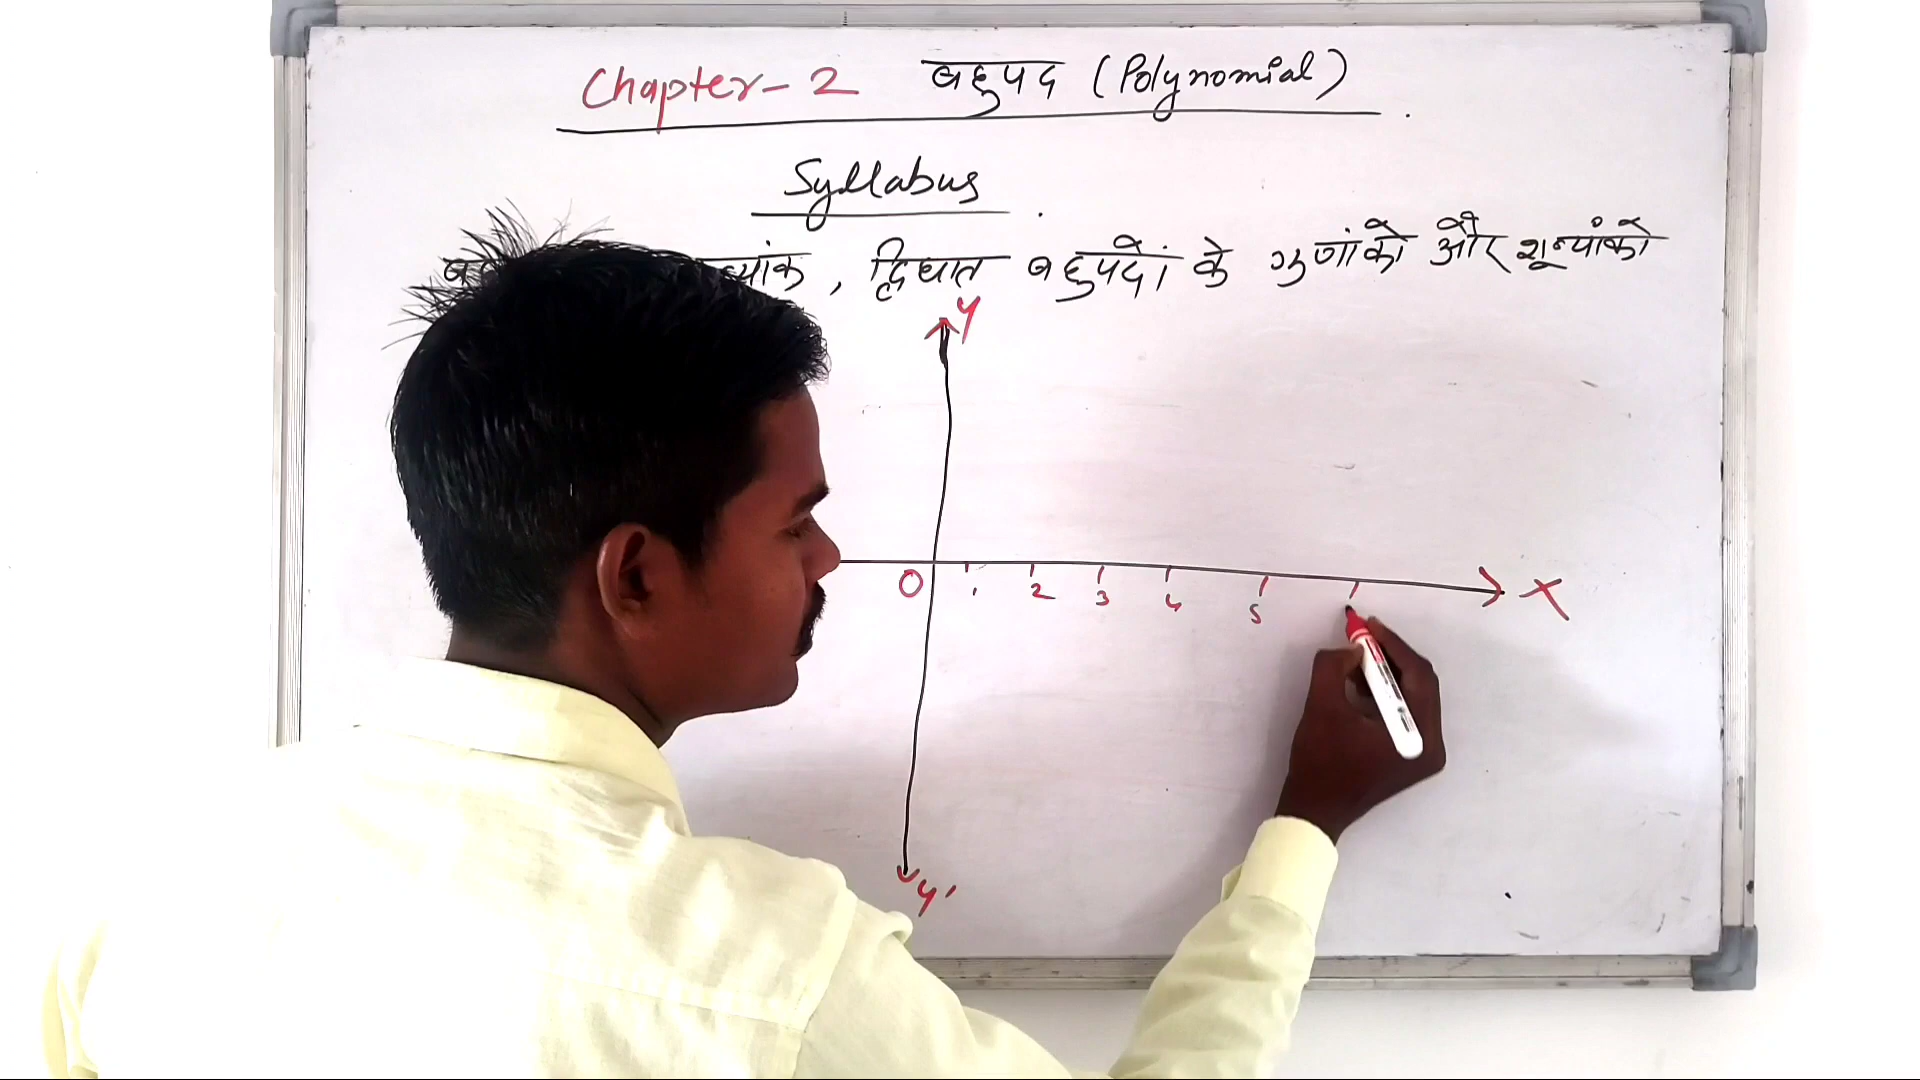 Chapter-2 बहुपद (Polynomial)
Syllabus
द्विघात बहुपदों के गुणांको और शून्यांको
y
O 1 2 3 4 5 X
y'